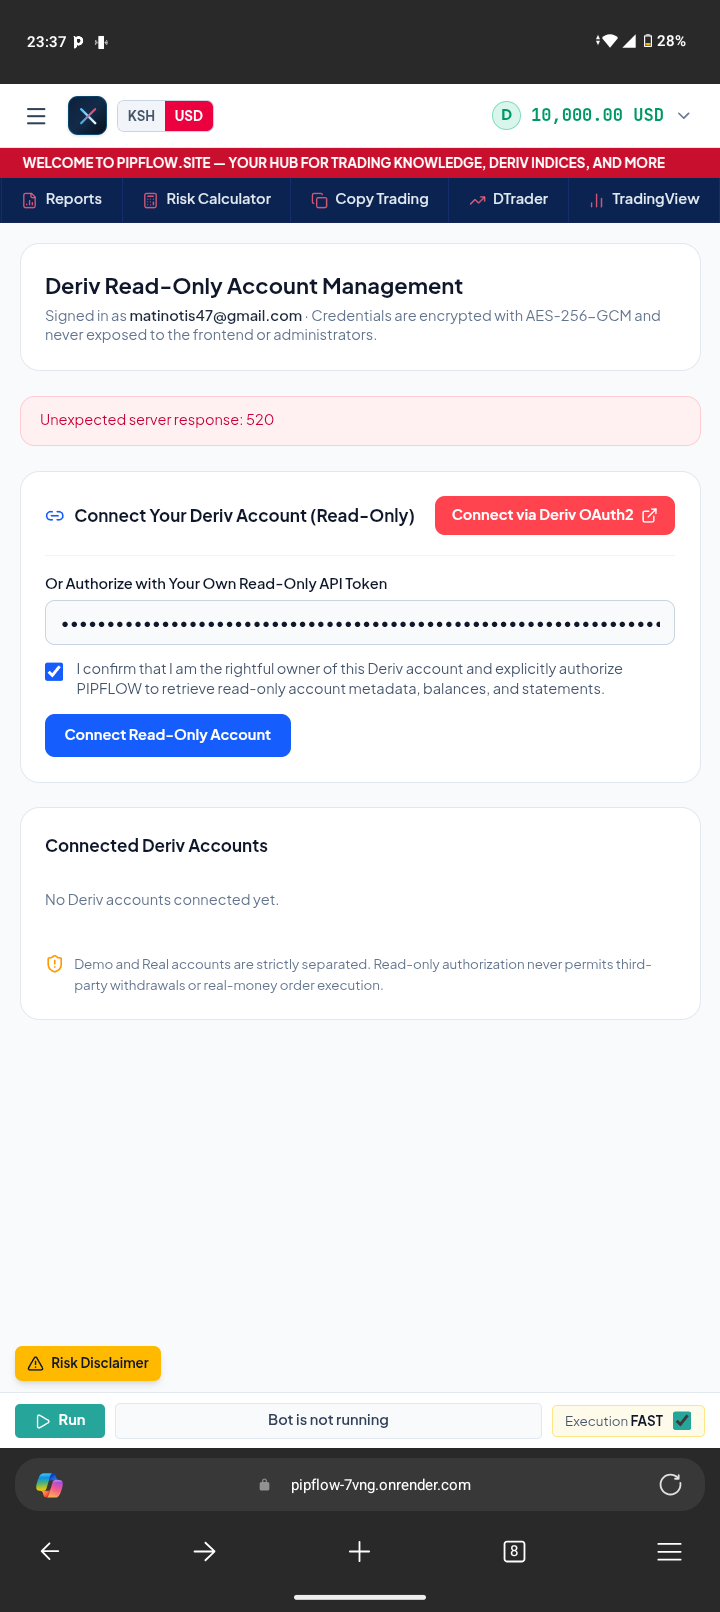 23:37
28%
KSH USD
D 10,000.00 USD
WELCOME TO PIPFLOW.SITE — YOUR HUB FOR TRADING KNOWLEDGE, DERIV INDICES, AND MORE
Reports Risk Calculator Copy Trading DTrader TradingView
Deriv Read-Only Account Management
Signed in as matinotis47@gmail.com · Credentials are encrypted with AES-256-GCM and
never exposed to the frontend or administrators.
Unexpected server response: 520
Connect Your Deriv Account (Read-Only)
Connect via Deriv OAuth2
Or Authorize with Your Own Read-Only API Token
I confirm that I am the rightful owner of this Deriv account and explicitly authorize
PIPFLOW to retrieve read-only account metadata, balances, and statements.
Connect Read-Only Account
Connected Deriv Accounts
No Deriv accounts connected yet.
Demo and Real accounts are strictly separated. Read-only authorization never permits third-
party withdrawals or real-money order execution.
Risk Disclaimer
Run
Bot is not running
Execution FAST
pipflow-7vng.onrender.com
8